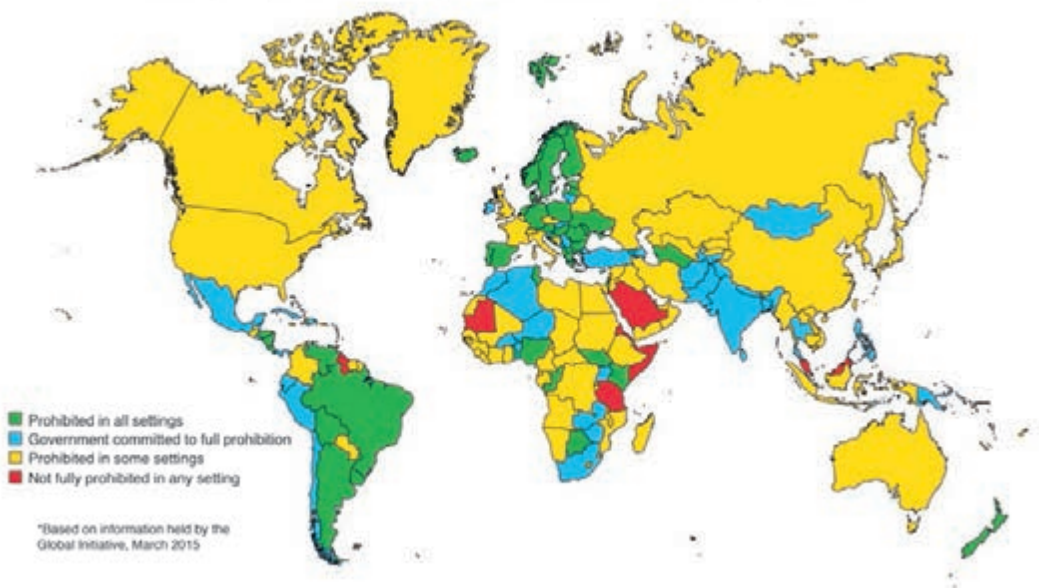 Prohibited in all settings
Government committed to full prohibition
Prohibited in some settings
Not fully prohibited in any setting
*Based on information held by the
Global Initiative, March 2015